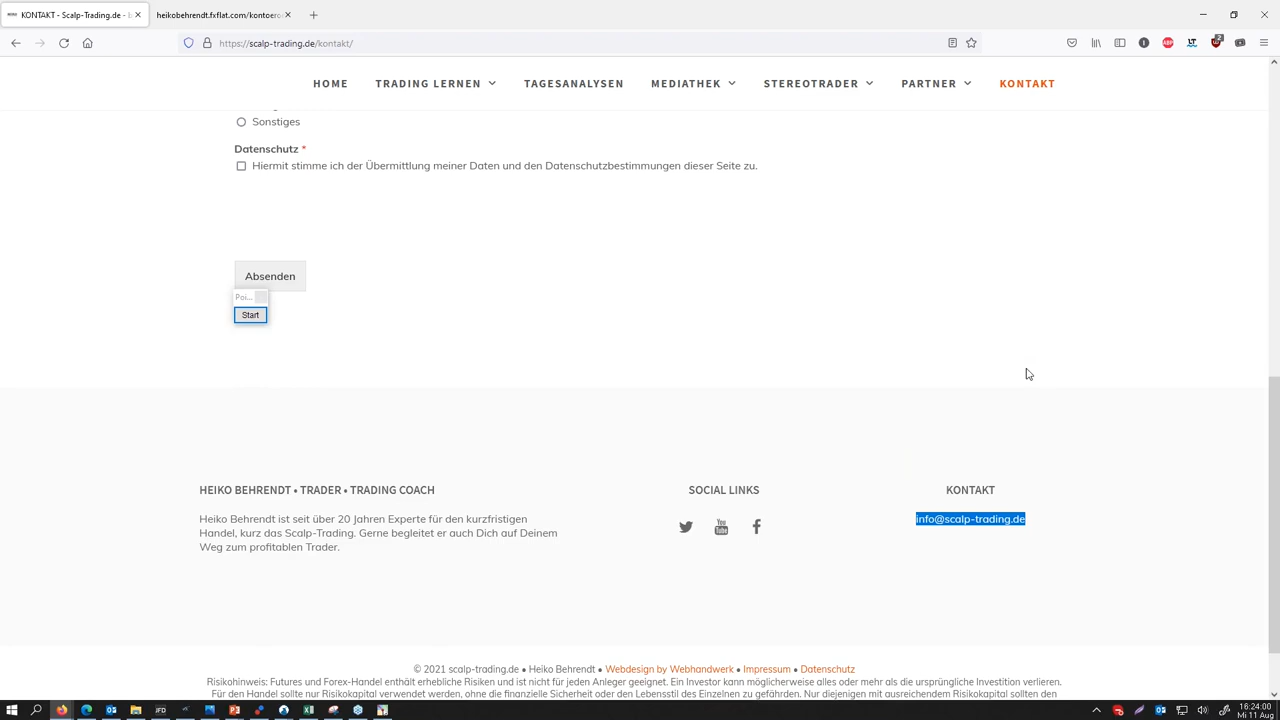 KONTAKT - Scalp-Trading.de - b
heikobehrendt.fxflat.com/kontoero
https://scalp-trading.de/kontakt/
HOME TRADING LERNEN TAGESANALYSEN MEDIATHEK STEREOTRADER PARTNER KONTAKT
Sonstiges
Datenschutz *
Hiermit stimme ich der Übermittlung meiner Daten und den Datenschutzbestimmungen dieser Seite zu.
Absenden
Poi...
Start
HEIKO BEHRENDT • TRADER • TRADING COACH
Heiko Behrendt ist seit über 20 Jahren Experte für den kurzfristigen
Handel, kurz das Scalp-Trading. Gerne begleitet er auch Dich auf Deinem
Weg zum profitablen Trader.
SOCIAL LINKS
You Tube
KONTAKT
info@scalp-trading.de
© 2021 scalp-trading.de • Heiko Behrendt • Webdesign by Webhandwerk • Impressum • Datenschutz
Risikohinweis: Futures und Forex-Handel enthält erhebliche Risiken und ist nicht für jeden Anleger geeignet. Ein Investor kann möglicherweise alles oder mehr als die ursprüngliche Investition verlieren.
Für den Handel sollte nur Risikokapital verwendet werden, ohne die finanzielle Sicherheit oder den Lebensstil des Einzelnen zu gefährden. Nur diejenigen mit ausreichendem Risikokapital sollten den
16:24:00
Mi 11 Aug